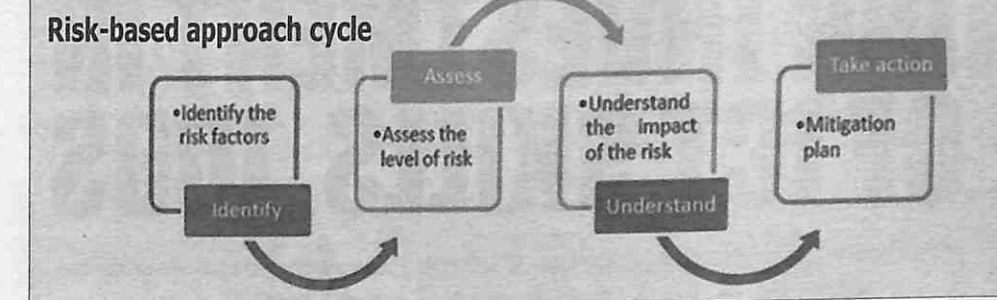 Risk-based approach cycle
•Identify the
risk factors
Identify
Assess
•Assess the
level of risk
•Understand
the impact
of the risk
Understand
Take action
•Mitigation
plan